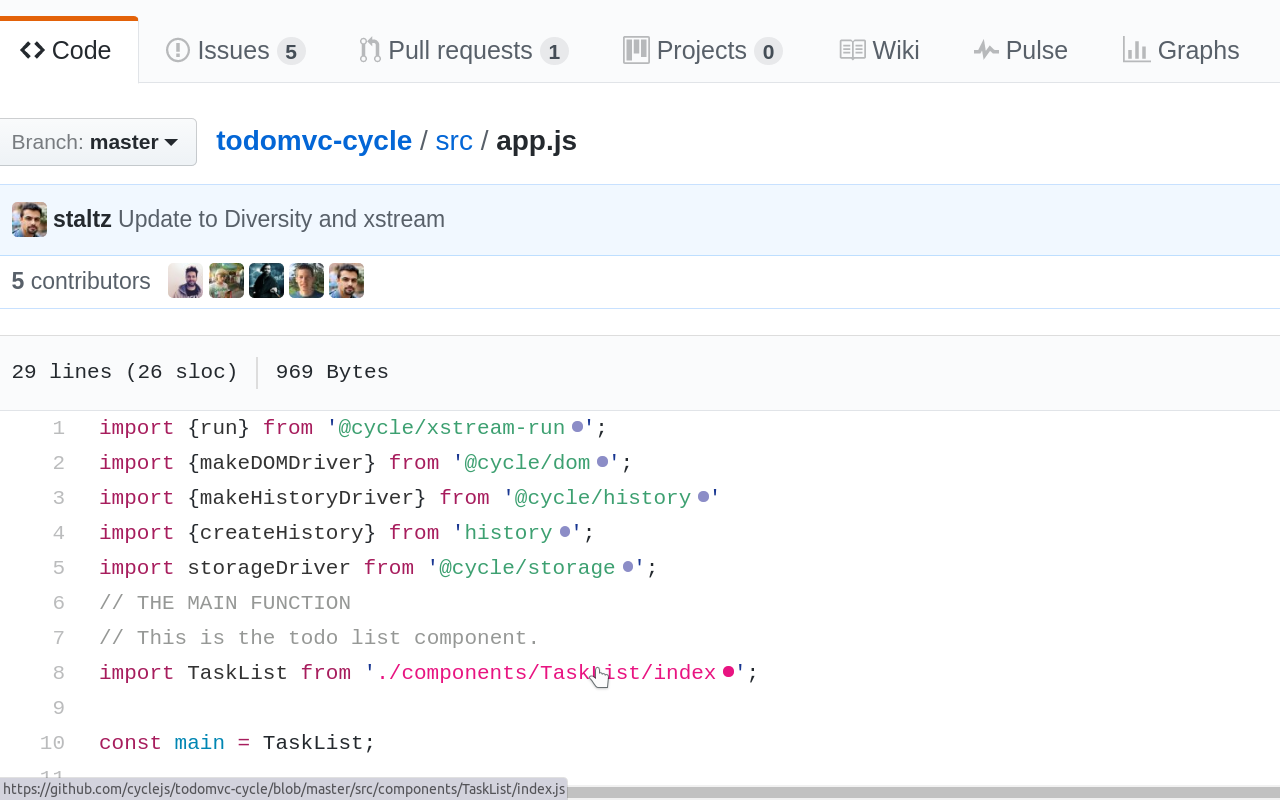 Code Issues 5 Pull requests 1 Projects 0 Wiki Pulse Graphs
Branch: master todomvc-cycle / src / app.js
staltz Update to Diversity and xstream
5 contributors
29 lines (26 sloc) 969 Bytes
1 import {run} from '@cycle/xstream-run';
2 import {makeDOMDriver} from '@cycle/dom';
3 import {makeHistoryDriver} from '@cycle/history'
4 import {createHistory} from 'history';
5 import storageDriver from '@cycle/storage';
6 // THE MAIN FUNCTION
7 // This is the todo list component.
8 import TaskList from './components/TaskList/index';
9
10 const main = TaskList;
11
https://github.com/cyclejs/todomvc-cycle/blob/master/src/components/TaskList/index.js